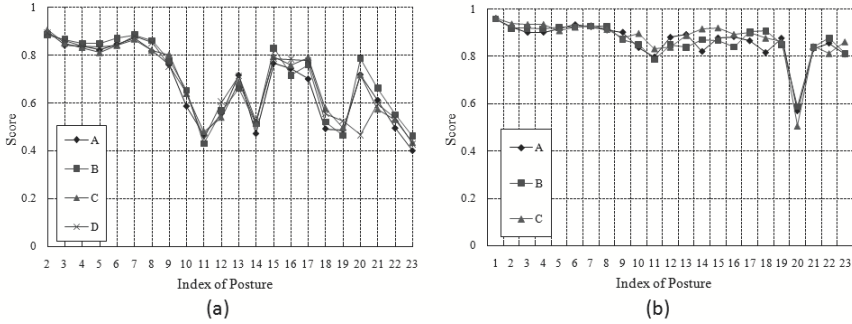 1
0.8
0.6
0.4
0.2
0
Score
A
B
C
D
2 3 4 5 6 7 8 9 10 11 12 13 14 15 16 17 18 19 20 21 22 23
Index of Posture
(a)
1
0.8
0.6
0.4
0.2
0
Score
A
B
C
1 2 3 4 5 6 7 8 9 10 11 12 13 14 15 16 17 18 19 20 21 22 23
Index of Posture
(b)